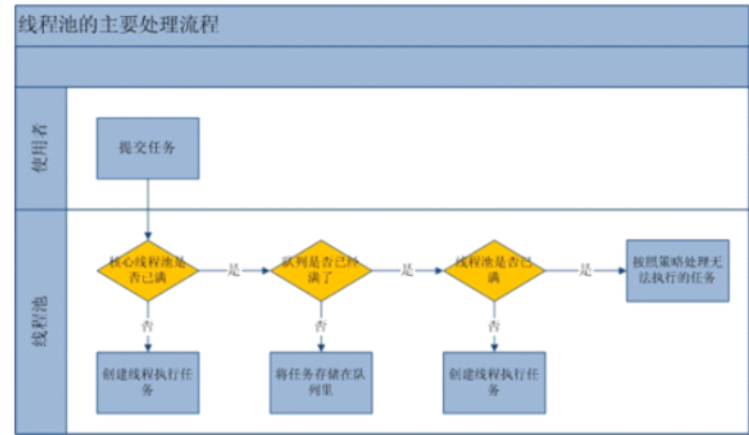 线程池的主要处理流程
使用者
提交任务
线程池
核心线程池是
否已满
是
队列是否已经
满了
是
线程池是否已
满
是
按照策略处理无
法执行的任务
否
否
否
创建线程执行任
务
将任务存储在队
列里
创建线程执行任
务